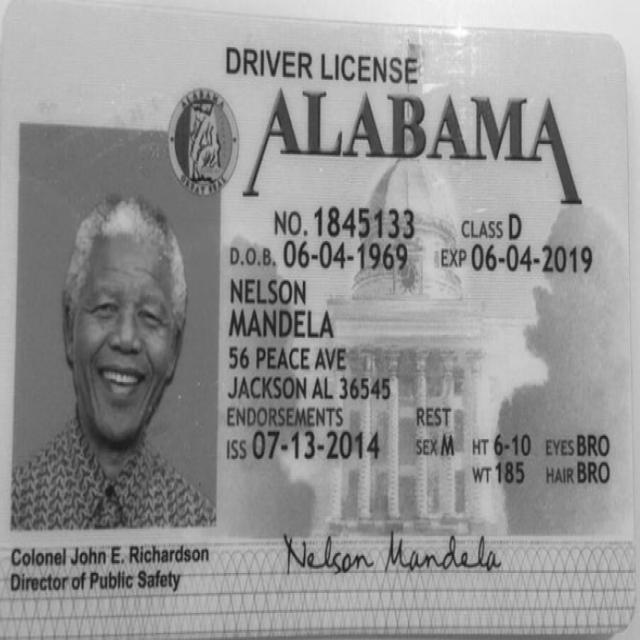 DRIVER LICENSE
ALABAMA
NO. 1845133 CLASS D
D.O.B. 06-04-1969 EXP 06-04-2019
NELSON
MANDELA
56 PEACE AVE
JACKSON AL 36545
ENDORSEMENTS REST
ISS 07-13-2014 SEX M HT 6-10 EYES BRO
WT 185 HAIR BRO
Colonel John E. Richardson
Director of Public Safety
Nelson Mandela